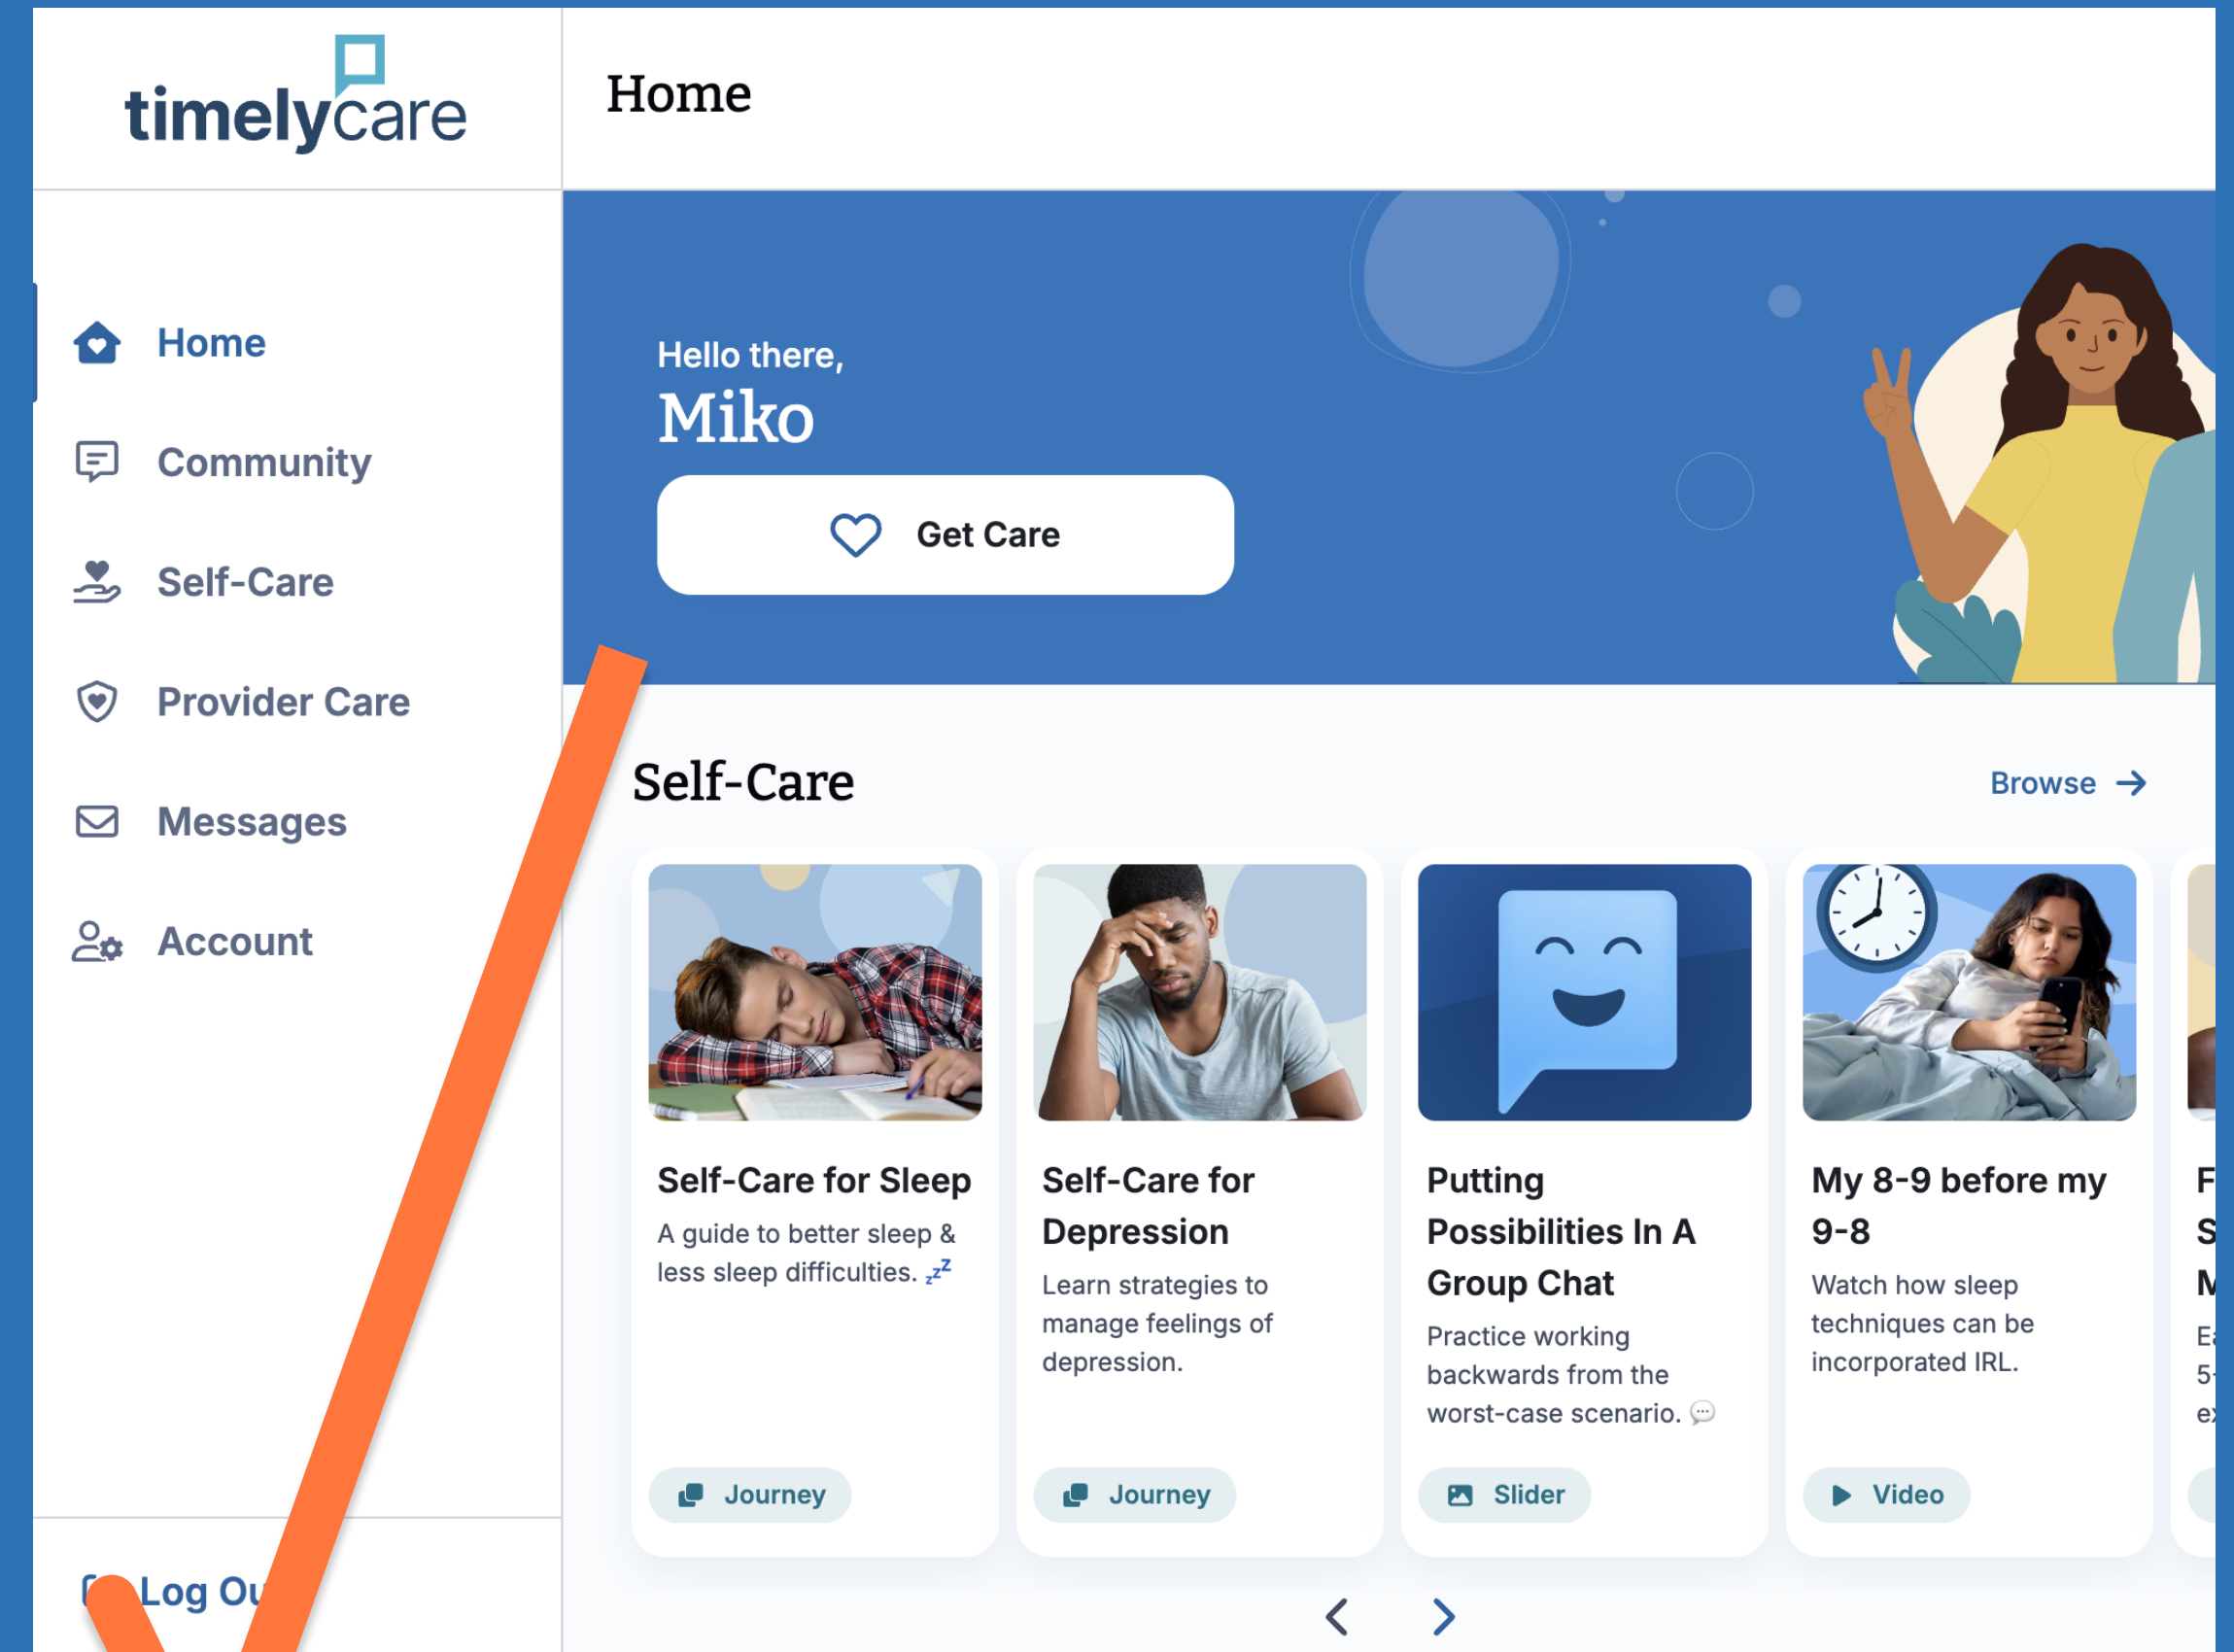 timelycare
Home
Home
Community
Self-Care
Provider Care
Messages
Account
Log
Hello there,
Miko
Get Care
Self-Care
Browse
Self-Care for Sleep
A guide to better sleep &
less sleep difficulties.
Journey
Self-Care for
Depression
Learn strategies to
manage feelings of
depression.
Journey
Putting
Possibilities In A
Group Chat
Practice working
backwards from the
worst-case scenario.
Slider
My 8-9 before my
9-8
Watch how sleep
techniques can be
incorporated IRL.
Video